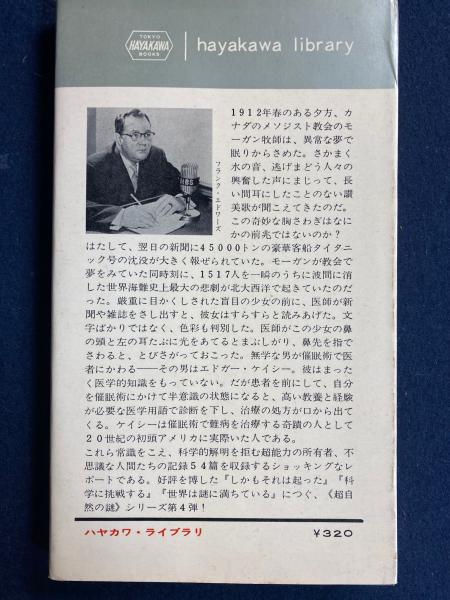 TOKYO
HAYAKAWA
BOOKS
hayakawa library
1912年春のある夕方、カ
ナダのメソジスト教会のモ
ーガン牧師は、異常な夢で
眠りからさめた。さかまく
水の音、逃げまどう人々の
興奮した声にまじって、長
い間耳にしたことのない讃
美歌が聞こえてきたのだ。
この奇妙な胸さわぎはなに
かの前兆ではないのか？
フランク・エドワーズ
MBS
はたして、翌日の新聞に45000トンの豪華客船タイタニ
ック号の沈没が大きく報ぜられていた。モーガンが教会で
夢をみていた同時刻に、1517人を一瞬のうちに波間に消
した世界海難史上最大の悲劇が北大西洋で起きていたのだ
った。厳重に目かくしされた盲目の少女の前に、医師が新
聞や雑誌をさし出すと、彼女はすらすらと読みあげた。文
字ばかりではなく、色彩も判別した。医師がこの少女の鼻
の頭と左の耳たぶに光をあてるとまぶしがり、鼻先を指で
さわると、とびさがっておこった。無学な男が催眠術で医
者にかわる――その男はエドガー・ケイシー。彼はまった
く医学的知識をもっていない。だが患者を前にして、自分
を催眠術にかけて半意識の状態になると、高い教養と経験
が必要な医学用語で診断を下し、治療の処方が口から出て
くる。ケイシーは催眠術で難病を治療する奇蹟の人として
20世紀の初頭アメリカに実際いた人である。
これら常識をこえ、科学的解明を拒む超能力の所有者、不
思議な人間たちの記録54篇を収録するショッキングなレ
ポートである。好評を博した『しかもそれは起った』『科
学に挑戦する』『世界は謎に満ちている』につぐ、《超自
然の謎》シリーズ第4弾！
ハヤカワ・ライブラリ
¥320